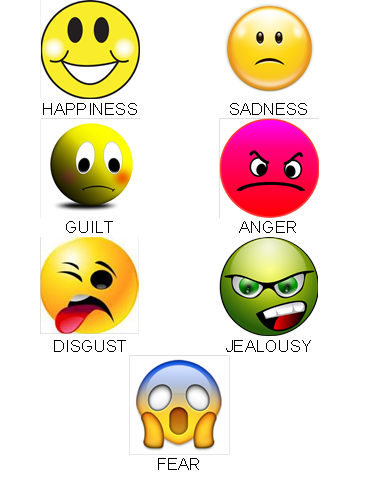 HAPPINESS SADNESS
GUILT ANGER
DISGUST JEALOUSY
FEAR